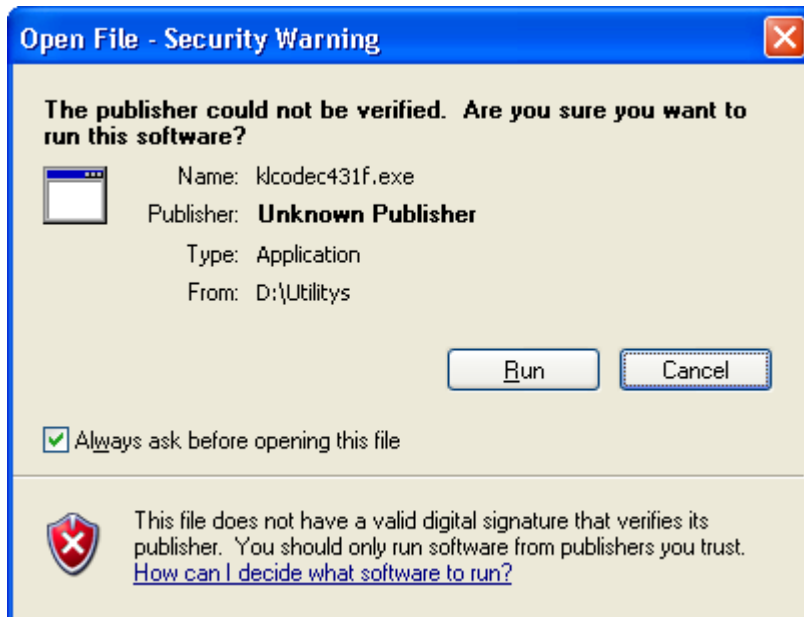 Open File - Security Warning
The publisher could not be verified.  Are you sure you want to
run this software?
Name: klcodec431f.exe
Publisher: Unknown Publisher
Type: Application
From: D:\Utilitys
Run Cancel
Always ask before opening this file
This file does not have a valid digital signature that verifies its
publisher.  You should only run software from publishers you trust.
How can I decide what software to run?